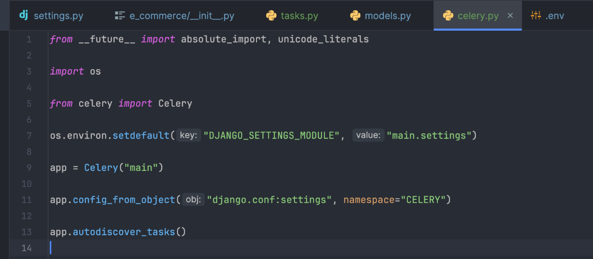 dj settings.py e_commerce/__init__.py tasks.py models.py celery.py × .env
1 from __future__ import absolute_import, unicode_literals
2
3 import os
4
5 from celery import Celery
6
7 os.environ.setdefault( key: "DJANGO_SETTINGS_MODULE", value: "main.settings")
8
9 app = Celery("main")
10
11 app.config_from_object( obj: "django.conf:settings", namespace="CELERY")
12
13 app.autodiscover_tasks()
14